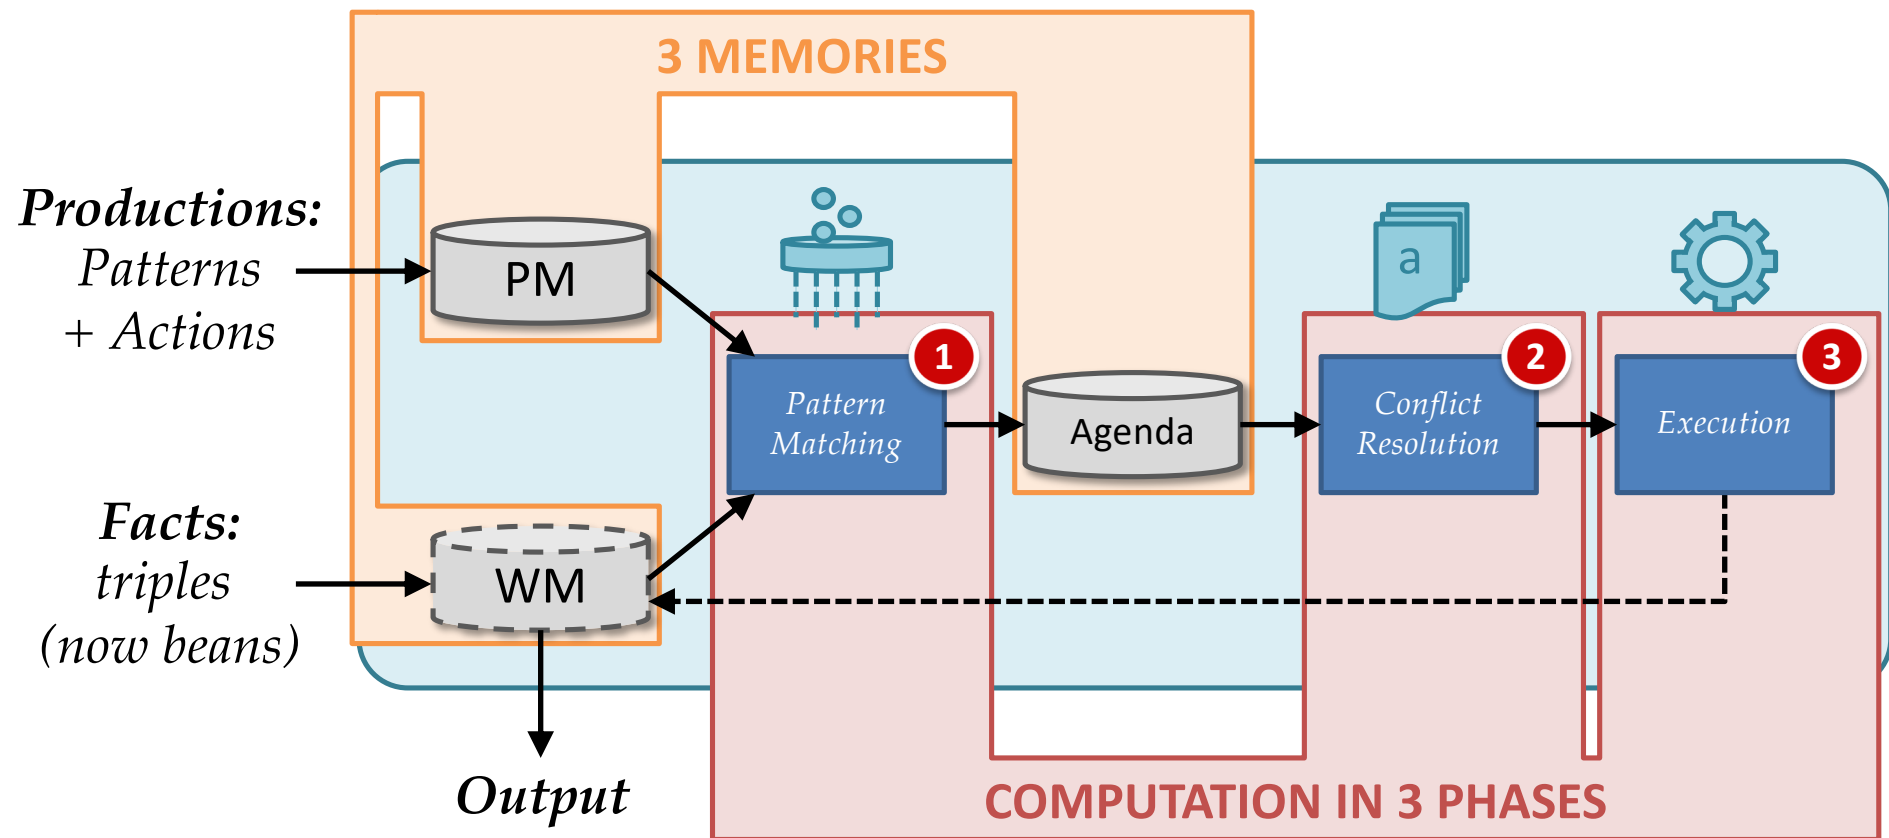 3 MEMORIES
Productions:
Patterns
+ Actions
PM
a
1
2
3
Pattern
Matching
Agenda
Conflict
Resolution
Execution
Facts:
triples
(now beans)
WM
Output
COMPUTATION IN 3 PHASES